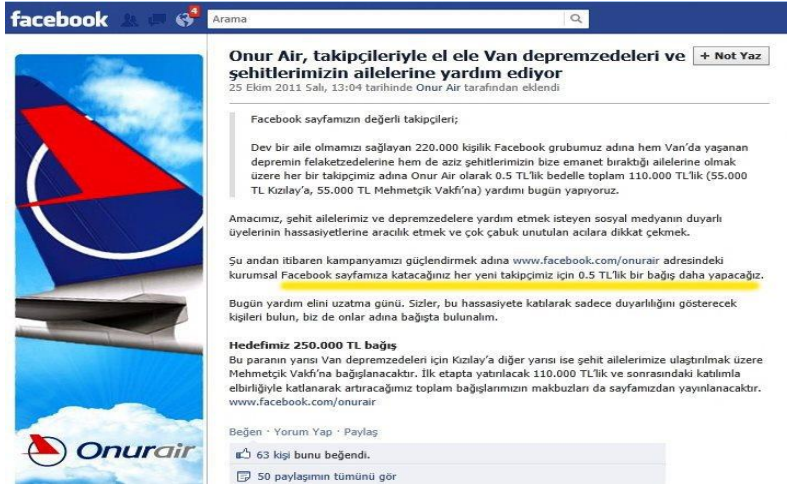 facebook
4
Arama
Onur Air, takipçileriyle el ele Van depremzedeleri ve
şehitlerimizin ailelerine yardım ediyor
+ Not Yaz
25 Ekim 2011 Salı, 13:04 tarihinde Onur Air tarafından eklendi
Facebook sayfamızın değerli takipçileri;
Dev bir aile olmamızı sağlayan 220.000 kişilik Facebook grubumuz adına hem Van'da yaşanan
depremin felaketzedelerine hem de aziz şehitlerimizin bize emanet bıraktığı ailelerine olmak
üzere her bir takipçimiz adına Onur Air olarak 0.5 TL'lik bedelle toplam 110.000 TL'lik (55.000
TL Kızılay'a, 55.000 TL Mehmetçik Vakfı'na) yardımı bugün yapıyoruz.
Amacımız, şehit ailelerimiz ve depremzedelere yardım etmek isteyen sosyal medyanın duyarlı
üyelerinin hassasiyetlerine aracılık etmek ve çok çabuk unutulan acılara dikkat çekmek.
Şu andan itibaren kampanyamızı güçlendirmek adına www.facebook.com/onurair adresindeki
kurumsal Facebook sayfamıza katacağınız her yeni takipçimiz için 0.5 TL'lik bir bağış daha yapacağız.
Bugün yardım elini uzatma günü. Sizler, bu hassasiyete katılarak sadece duyarlılığını gösterecek
kişileri bulun, biz de onlar adına bağışta bulunalım.
Hedefimiz 250.000 TL bağış
Bu paranın yarısı Van depremzedeleri için Kızılay'a diğer yarısı ise şehit ailelerimize ulaştırılmak üzere
Mehmetçik Vakfı'na bağışlanacaktır. İlk etapta yatırılacak 110.000 TL'lik ve sonrasındaki katılımla
elbirliğiyle katlanarak artıracağımız toplam bağışlarımızın makbuzları da sayfamızdan yayınlanacaktır.
www.facebook.com/onurair
Beğen · Yorum Yap · Paylaş
63 kişi bunu beğendi.
50 paylaşımın tümünü gör
Onurair